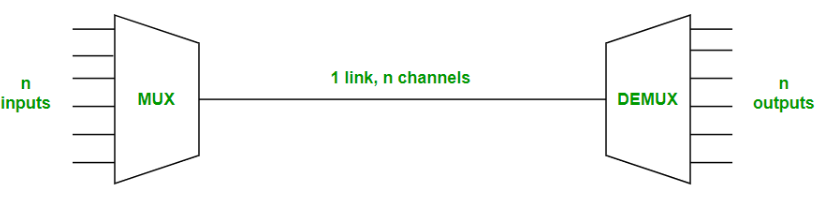 n
inputs
MUX
1 link, n channels
DEMUX
n
outputs